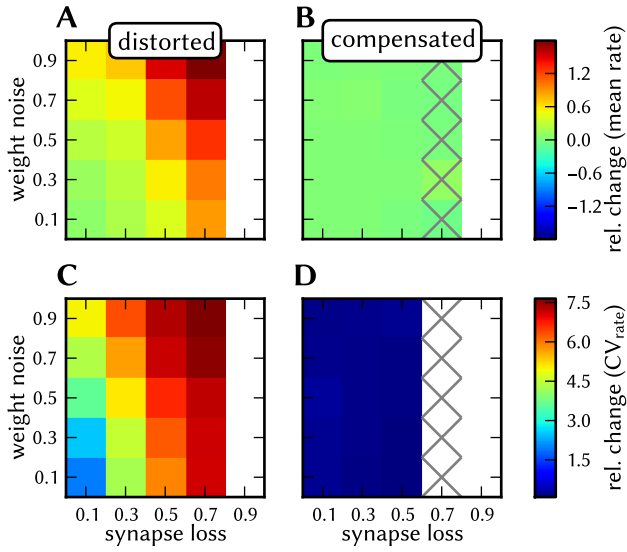 A
distorted
B
compensated
weight noise
0.9
0.7
0.5
0.3
0.1
1.2
0.6
0.0
−0.6
−1.2
rel. change (mean rate)
C
D
weight noise
0.9
0.7
0.5
0.3
0.1
0.1 0.3 0.5 0.7 0.9
synapse loss
0.1 0.3 0.5 0.7 0.9
synapse loss
7.5
6.0
4.5
3.0
1.5
rel. change (CVrate)